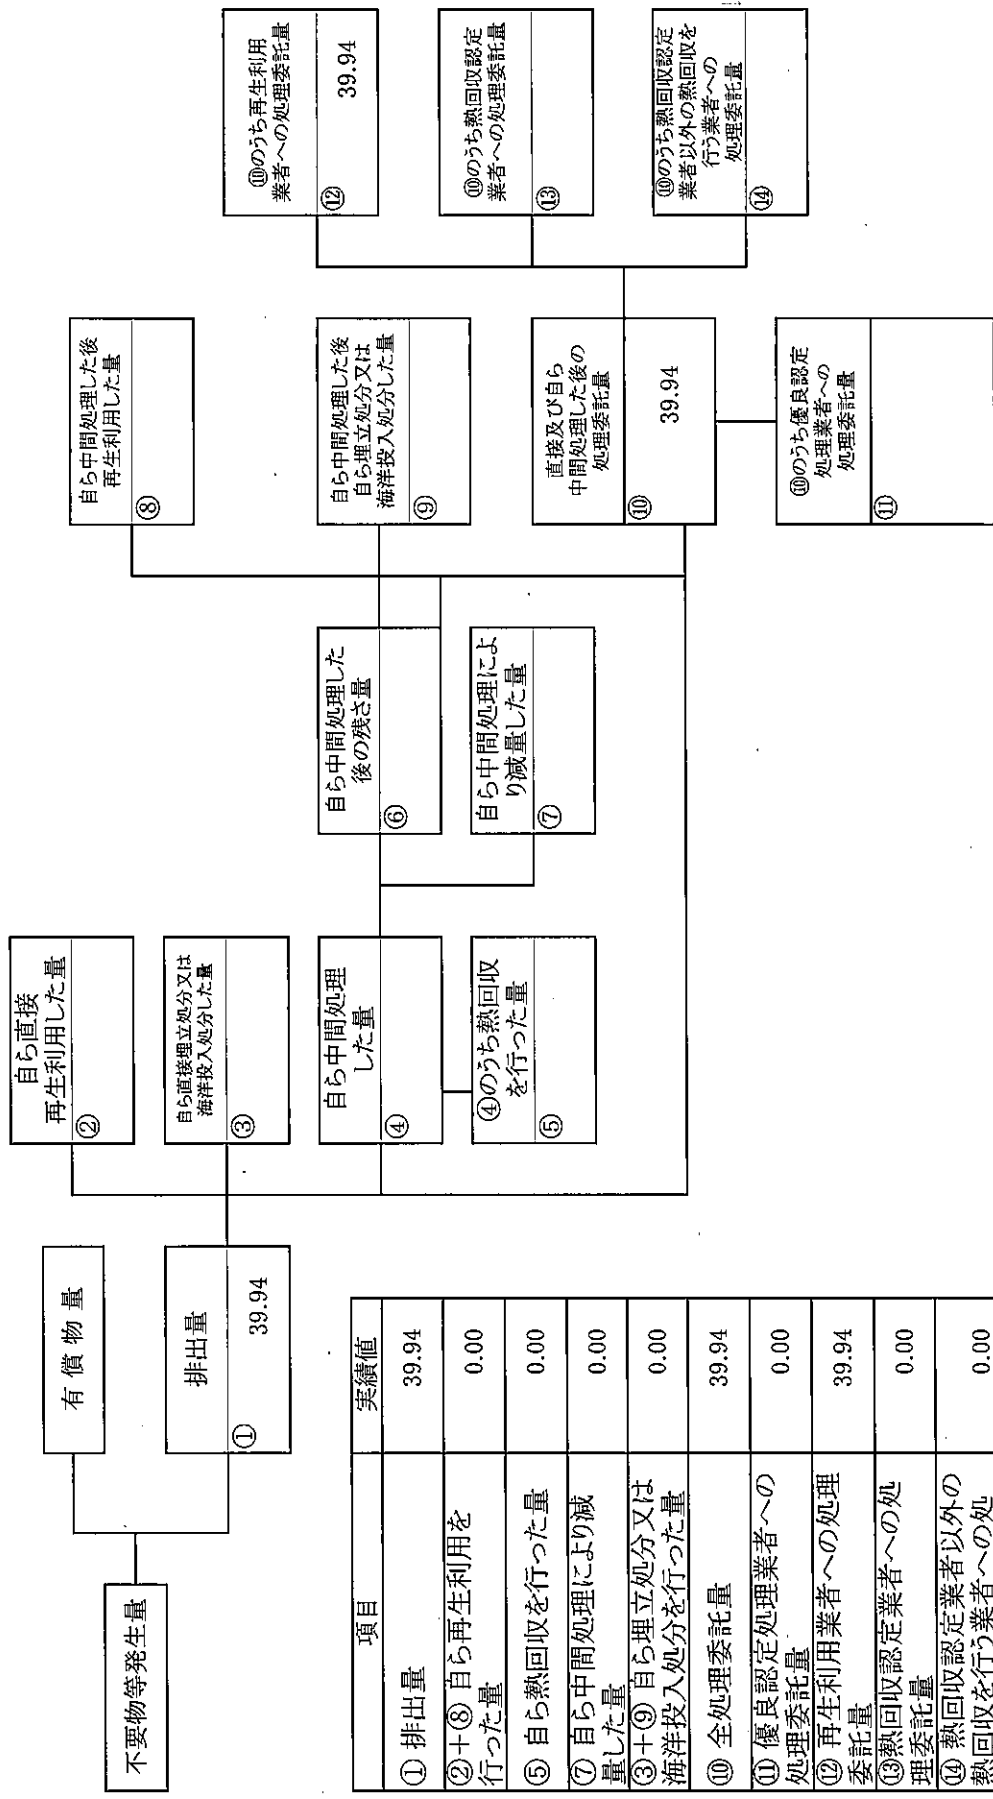 不要物等発生量
有償物量
排出量
①
39.94
自ら直接
再生利用した量
②
自ら直接埋立処分又は
海洋投入処分した量
③
自ら中間処理
した量
④
④のうち熱回収
を行った量
⑤
自ら中間処理した
後の残さ量
⑥
自ら中間処理によ
り減量した量
⑦
自ら中間処理した後
再生利用した量
⑧
自ら中間処理した後
自ら埋立処分又は
海洋投入処分した量
⑨
直接及び自ら
中間処理した後の
処理委託量
⑩
39.94
⑩のうち優良認定
処理業者への
処理委託量
⑪
⑩のうち再生利用
業者への処理委託量
⑫
39.94
⑩のうち熱回収認定
業者への処理委託量
⑬
⑩のうち熱回収認定
業者以外の熱回収を
行う業者への
処理委託量
⑭
項目 実績値
①排出量 39.94
②+⑧ 自ら再生利用を
行った量 0.00
⑤ 自ら熱回収を行った量 0.00
⑦ 自ら中間処理により減
量した量 0.00
③+⑨ 自ら埋立処分又は
海洋投入処分を行った量 0.00
⑩ 全処理委託量 39.94
⑪ 優良認定処理業者への
処理委託量 0.00
⑫ 再生利用業者への処理
委託量 39.94
⑬熱回収認定業者への処
理委託量 0.00
⑭ 熱回収認定業者以外の
熱回収を行う業者への処 0.00